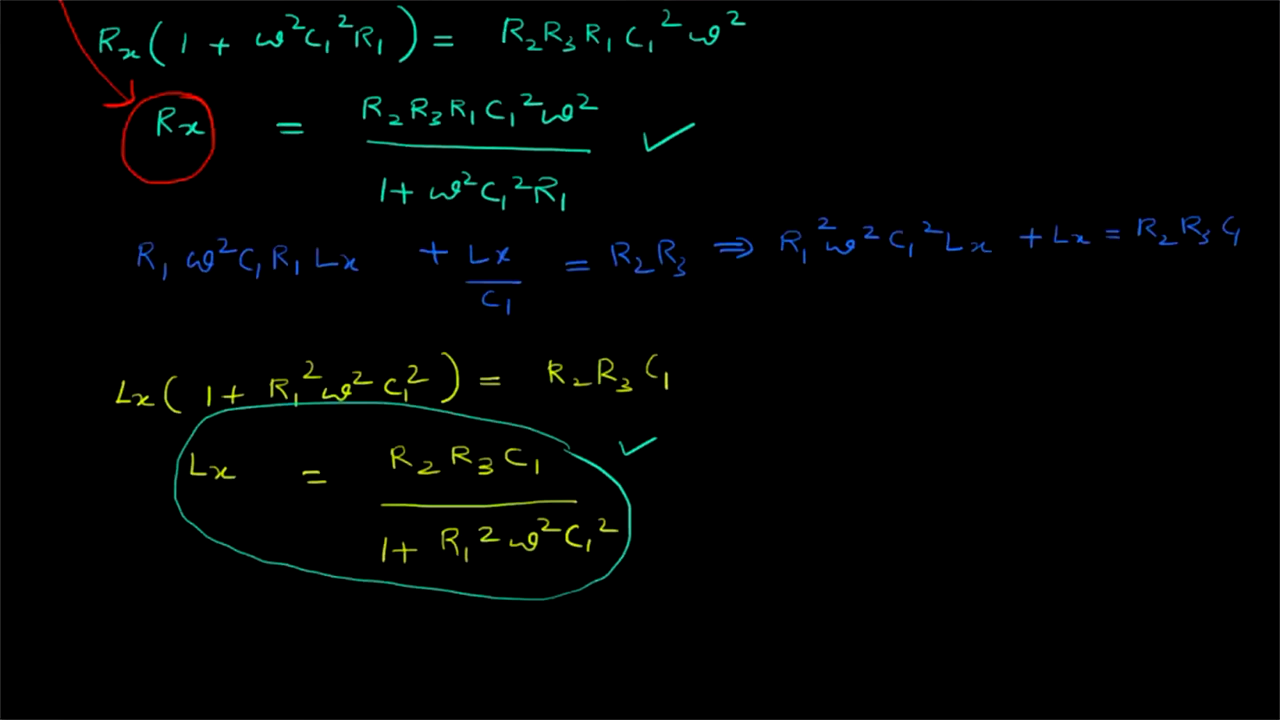 Rx(1 + ω²C₁²R₁) = R₂R₃R₁C₁²ω²
Rx = R₂R₃R₁C₁²ω² / 1+ ω²C₁²R₁ ✓
R₁ω²C₁R₁Lx + Lx/C₁ = R₂R₃ ⇒ R₁²ω²C₁²Lx + Lx = R₂R₃C₁
Lx(1+ R₁²ω²C₁²) = R₂R₃C₁
Lx = R₂R₃C₁ / 1+ R₁²ω²C₁² ✓